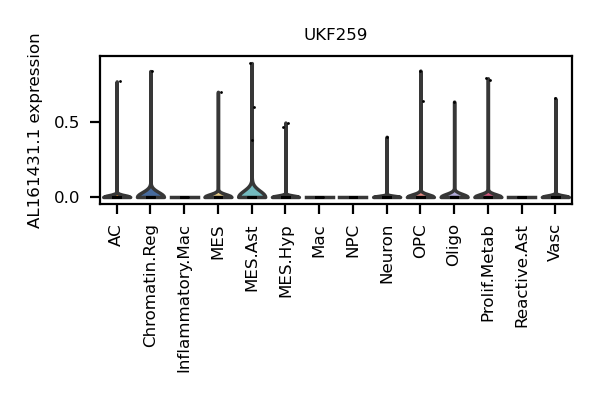 UKF259
AL161431.1 expression
0.5
0.0
AC
Chromatin.Reg
Inflammatory.Mac
MES
MES.Ast
MES.Hyp
Mac
NPC
Neuron
OPC
Oligo
Prolif.Metab
Reactive.Ast
Vasc